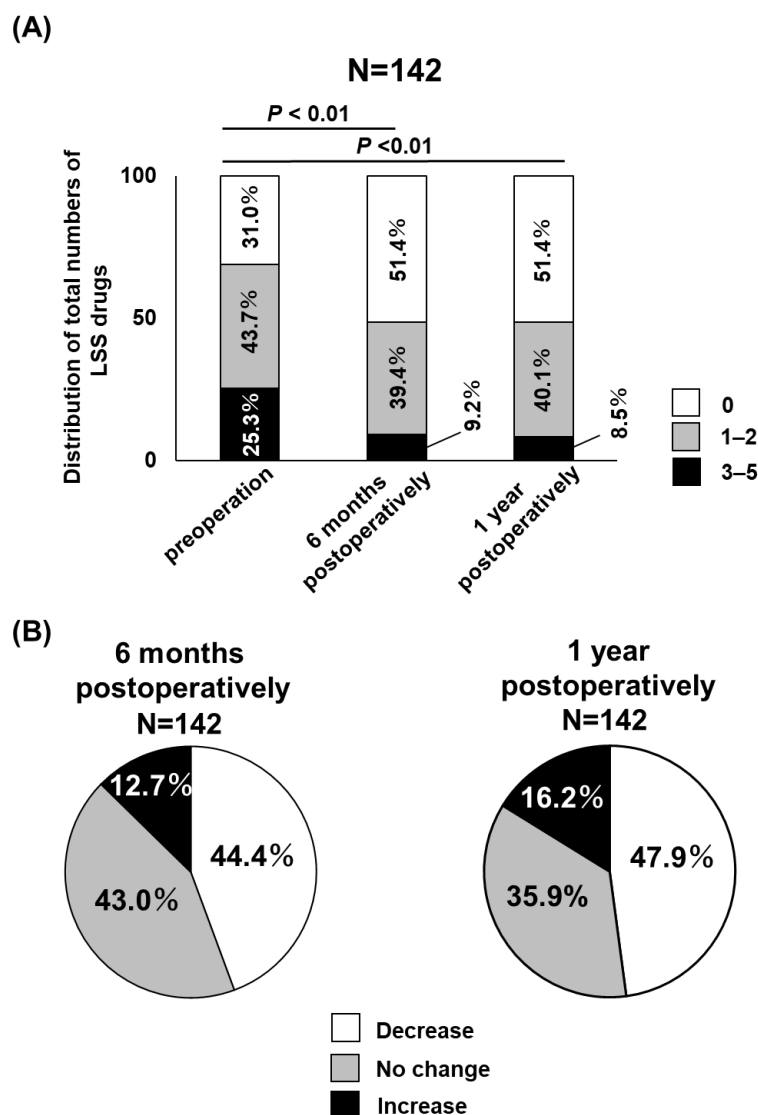 (A)
N=142
P < 0.01
P <0.01
Distribution of total numbers of
LSS drugs
100
50
0
31.0%
43.7%
25.3%
51.4%
39.4%
9.2%
51.4%
40.1%
8.5%
preoperation
6 months
postoperatively
1 year
postoperatively
0
1–2
3–5
(B)
6 months
postoperatively
N=142
12.7%
44.4%
43.0%
1 year
postoperatively
N=142
16.2%
47.9%
35.9%
Decrease
No change
Increase